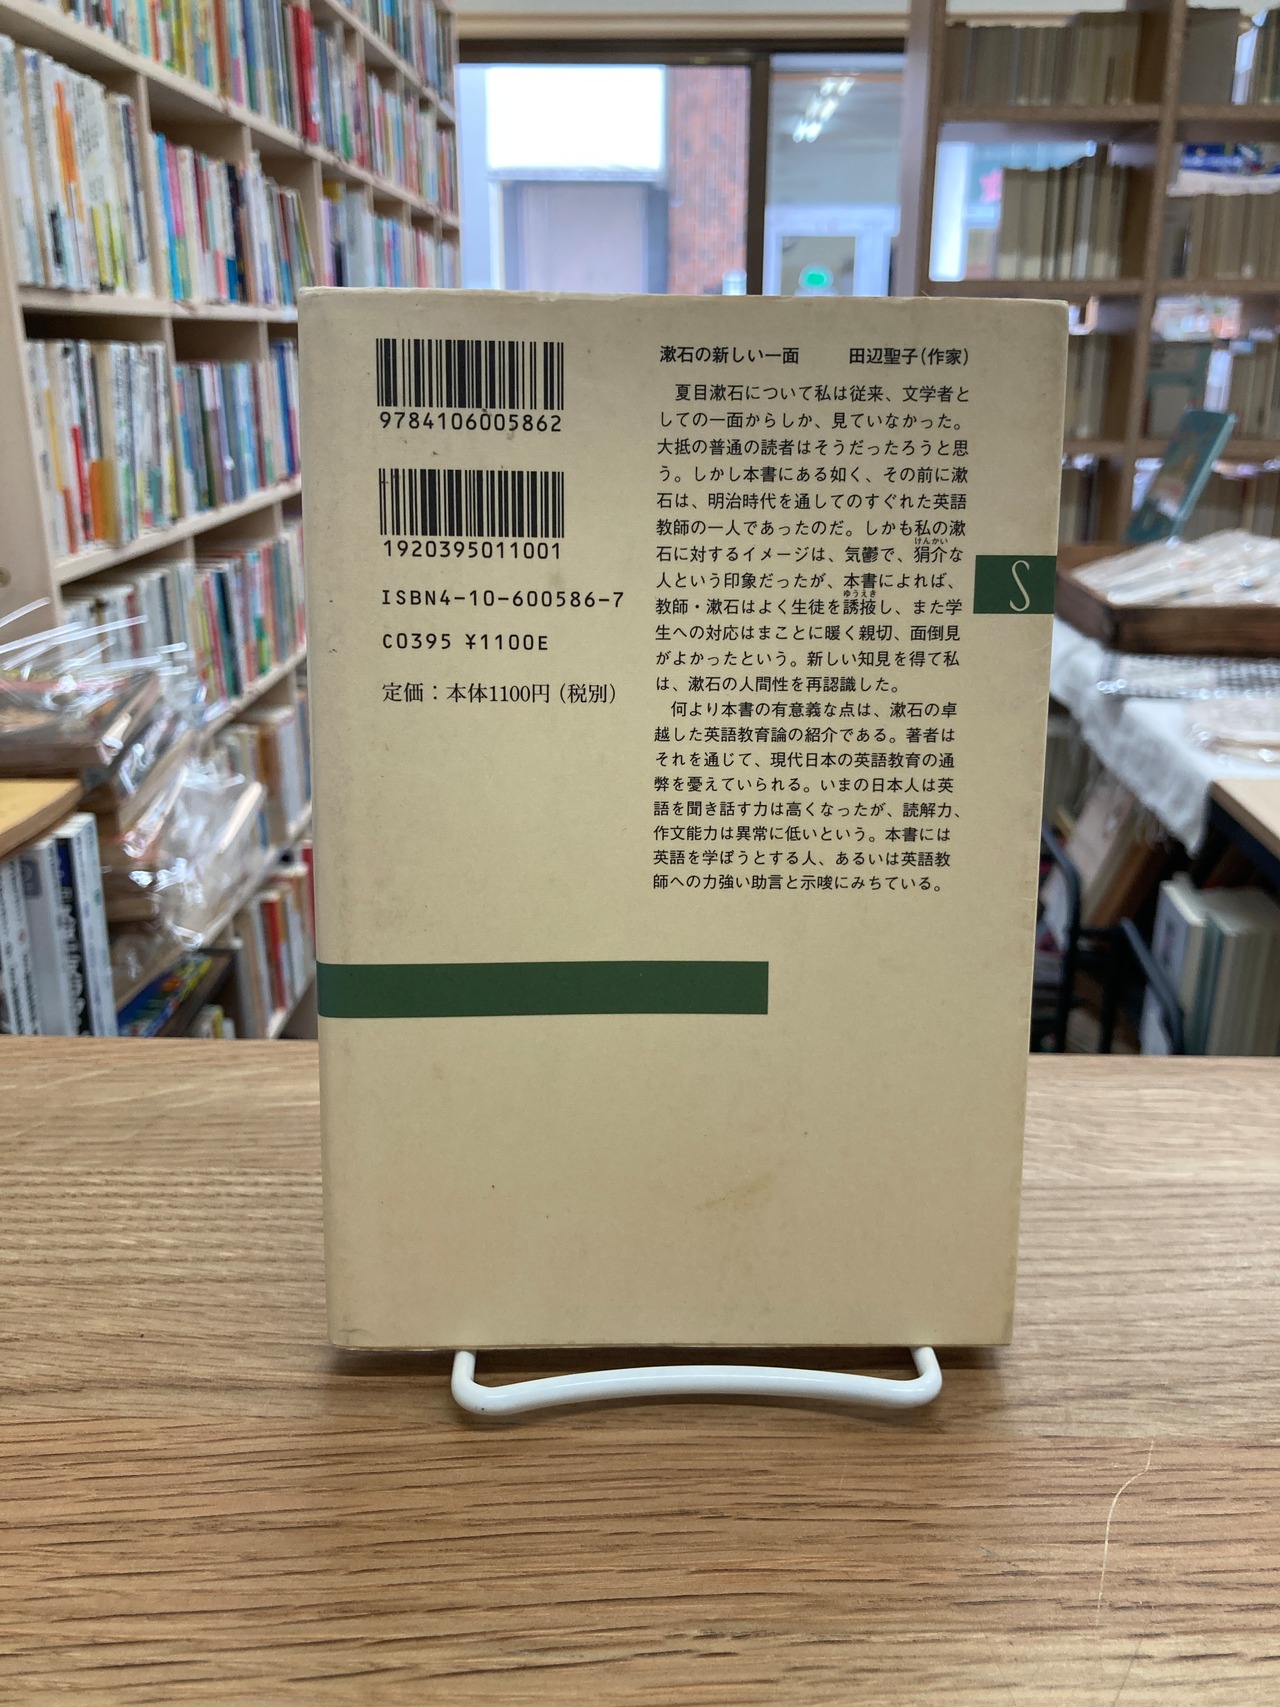 9784106005862
1920395011001
ISBN4-10-600586-7
C0395 ¥1100E
定価：本体1100円（税別）
漱石の新しい一面 田辺聖子（作家）
夏目漱石について私は従来、文学者と
しての一面からしか、見ていなかった。
大抵の普通の読者はそうだったろうと思
う。しかし本書にある如く、その前に漱
石は、明治時代を通してのすぐれた英語
教師の一人であったのだ。しかも私の漱
けんかい
石に対するイメージは、気鬱で、狷介な
人という印象だったが、本書によれば、
ゆうえき
教師・漱石はよく生徒を誘掖し、また学
生への対応はまことに暖く親切、面倒見
がよかったという。新しい知見を得て私
は、漱石の人間性を再認識した。
何より本書の有意義な点は、漱石の卓
越した英語教育論の紹介である。著者は
それを通じて、現代日本の英語教育の通
弊を憂えていられる。いまの日本人は英
語を聞き話す力は高くなったが、読解力、
作文能力は異常に低いという。本書には
英語を学ぼうとする人、あるいは英語教
師への力強い助言と示唆にみちている。
S